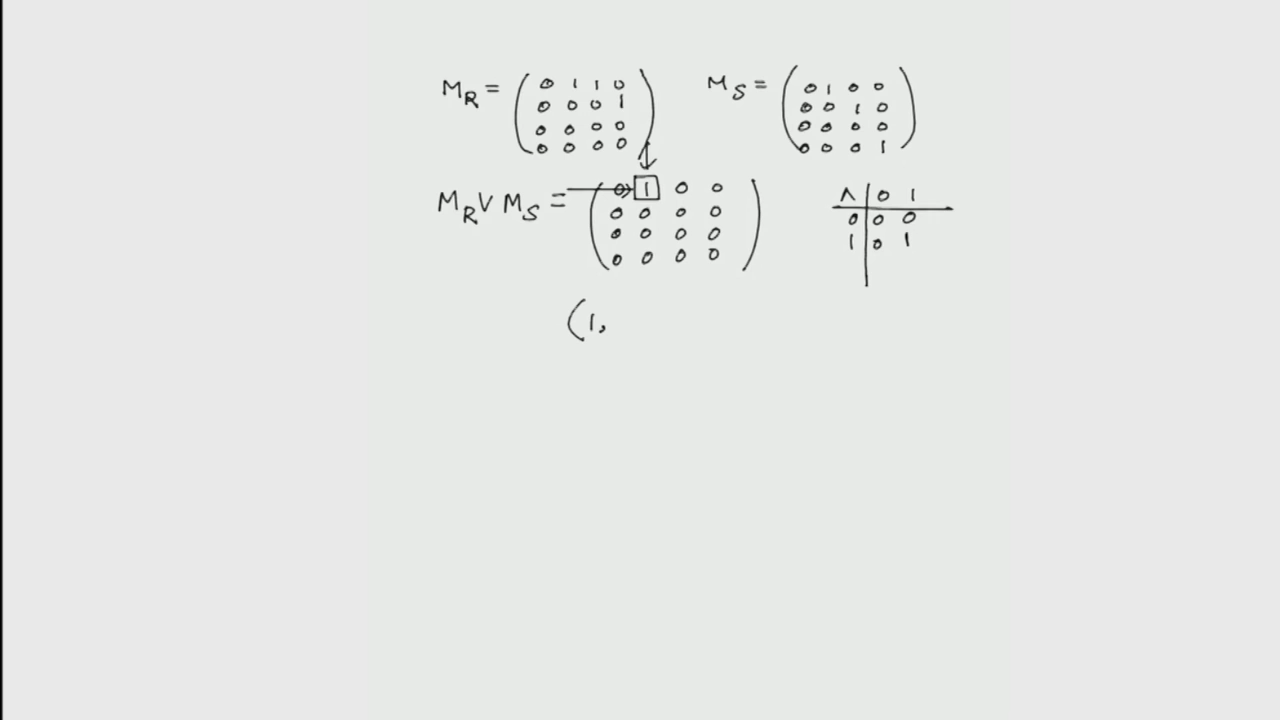 M_R = ( 0 1 1 0 M_S = ( 0 1 0 0
0 0 0 1 0 0 1 0
0 0 0 0 0 0 0 0
0 0 0 0 ) 0 0 0 1 )
M_R ∨ M_S = ( 0 1 0 0 ∧ | 0 1
0 0 0 0 0 | 0 0
0 0 0 0 1 | 0 1
0 0 0 0 )
(1,